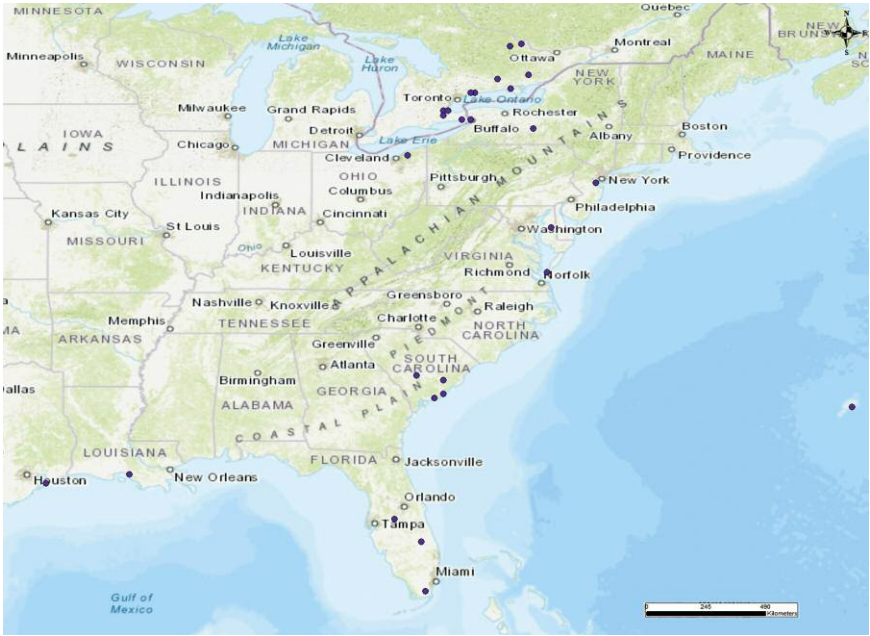 MINNESOTA
Quebec
N
NEW
BRUNSW
W
E
Lake
Michigan
Montreal
Ottawa
Minneapolis
WISCONSIN
Lake
Huron
MAINE
NEW
YORK
Toronto
Lake Ontario
Milwaukee
Grand Rapids
Rochester
Detroit
Buffalo
Albany
Boston
IOWA
LAINS
Chicago
MICHIGAN
Lake Erie
Providence
Cleveland
OHIO
ILLINOIS
Columbus
Pittsburgh
New York
Indianapolis
INDIANA
Philadelphia
Kansas City
Cincinnati
St Louis
Washington
MISSOURI
Ohio
Louisville
VIRGINIA
APPALACHIAN MOUNTAINS
KENTUCKY
Richmond
Norfolk
Nashville
Knoxville
Greensboro
Raleigh
Memphis
TENNESSEE
Charlotte
NORTH
CAROLINA
ARKANSAS
Greenville
PIEDMONT
Atlanta
SOUTH
CAROLINA
Birmingham
allas
GEORGIA
ALABAMA
COASTAL PLAIN
LOUISIANA
FLORIDA
Jacksonville
Houston
New Orleans
Orlando
Tampa
Miami
Gulf of
Mexico
0 245 490
Kilometers